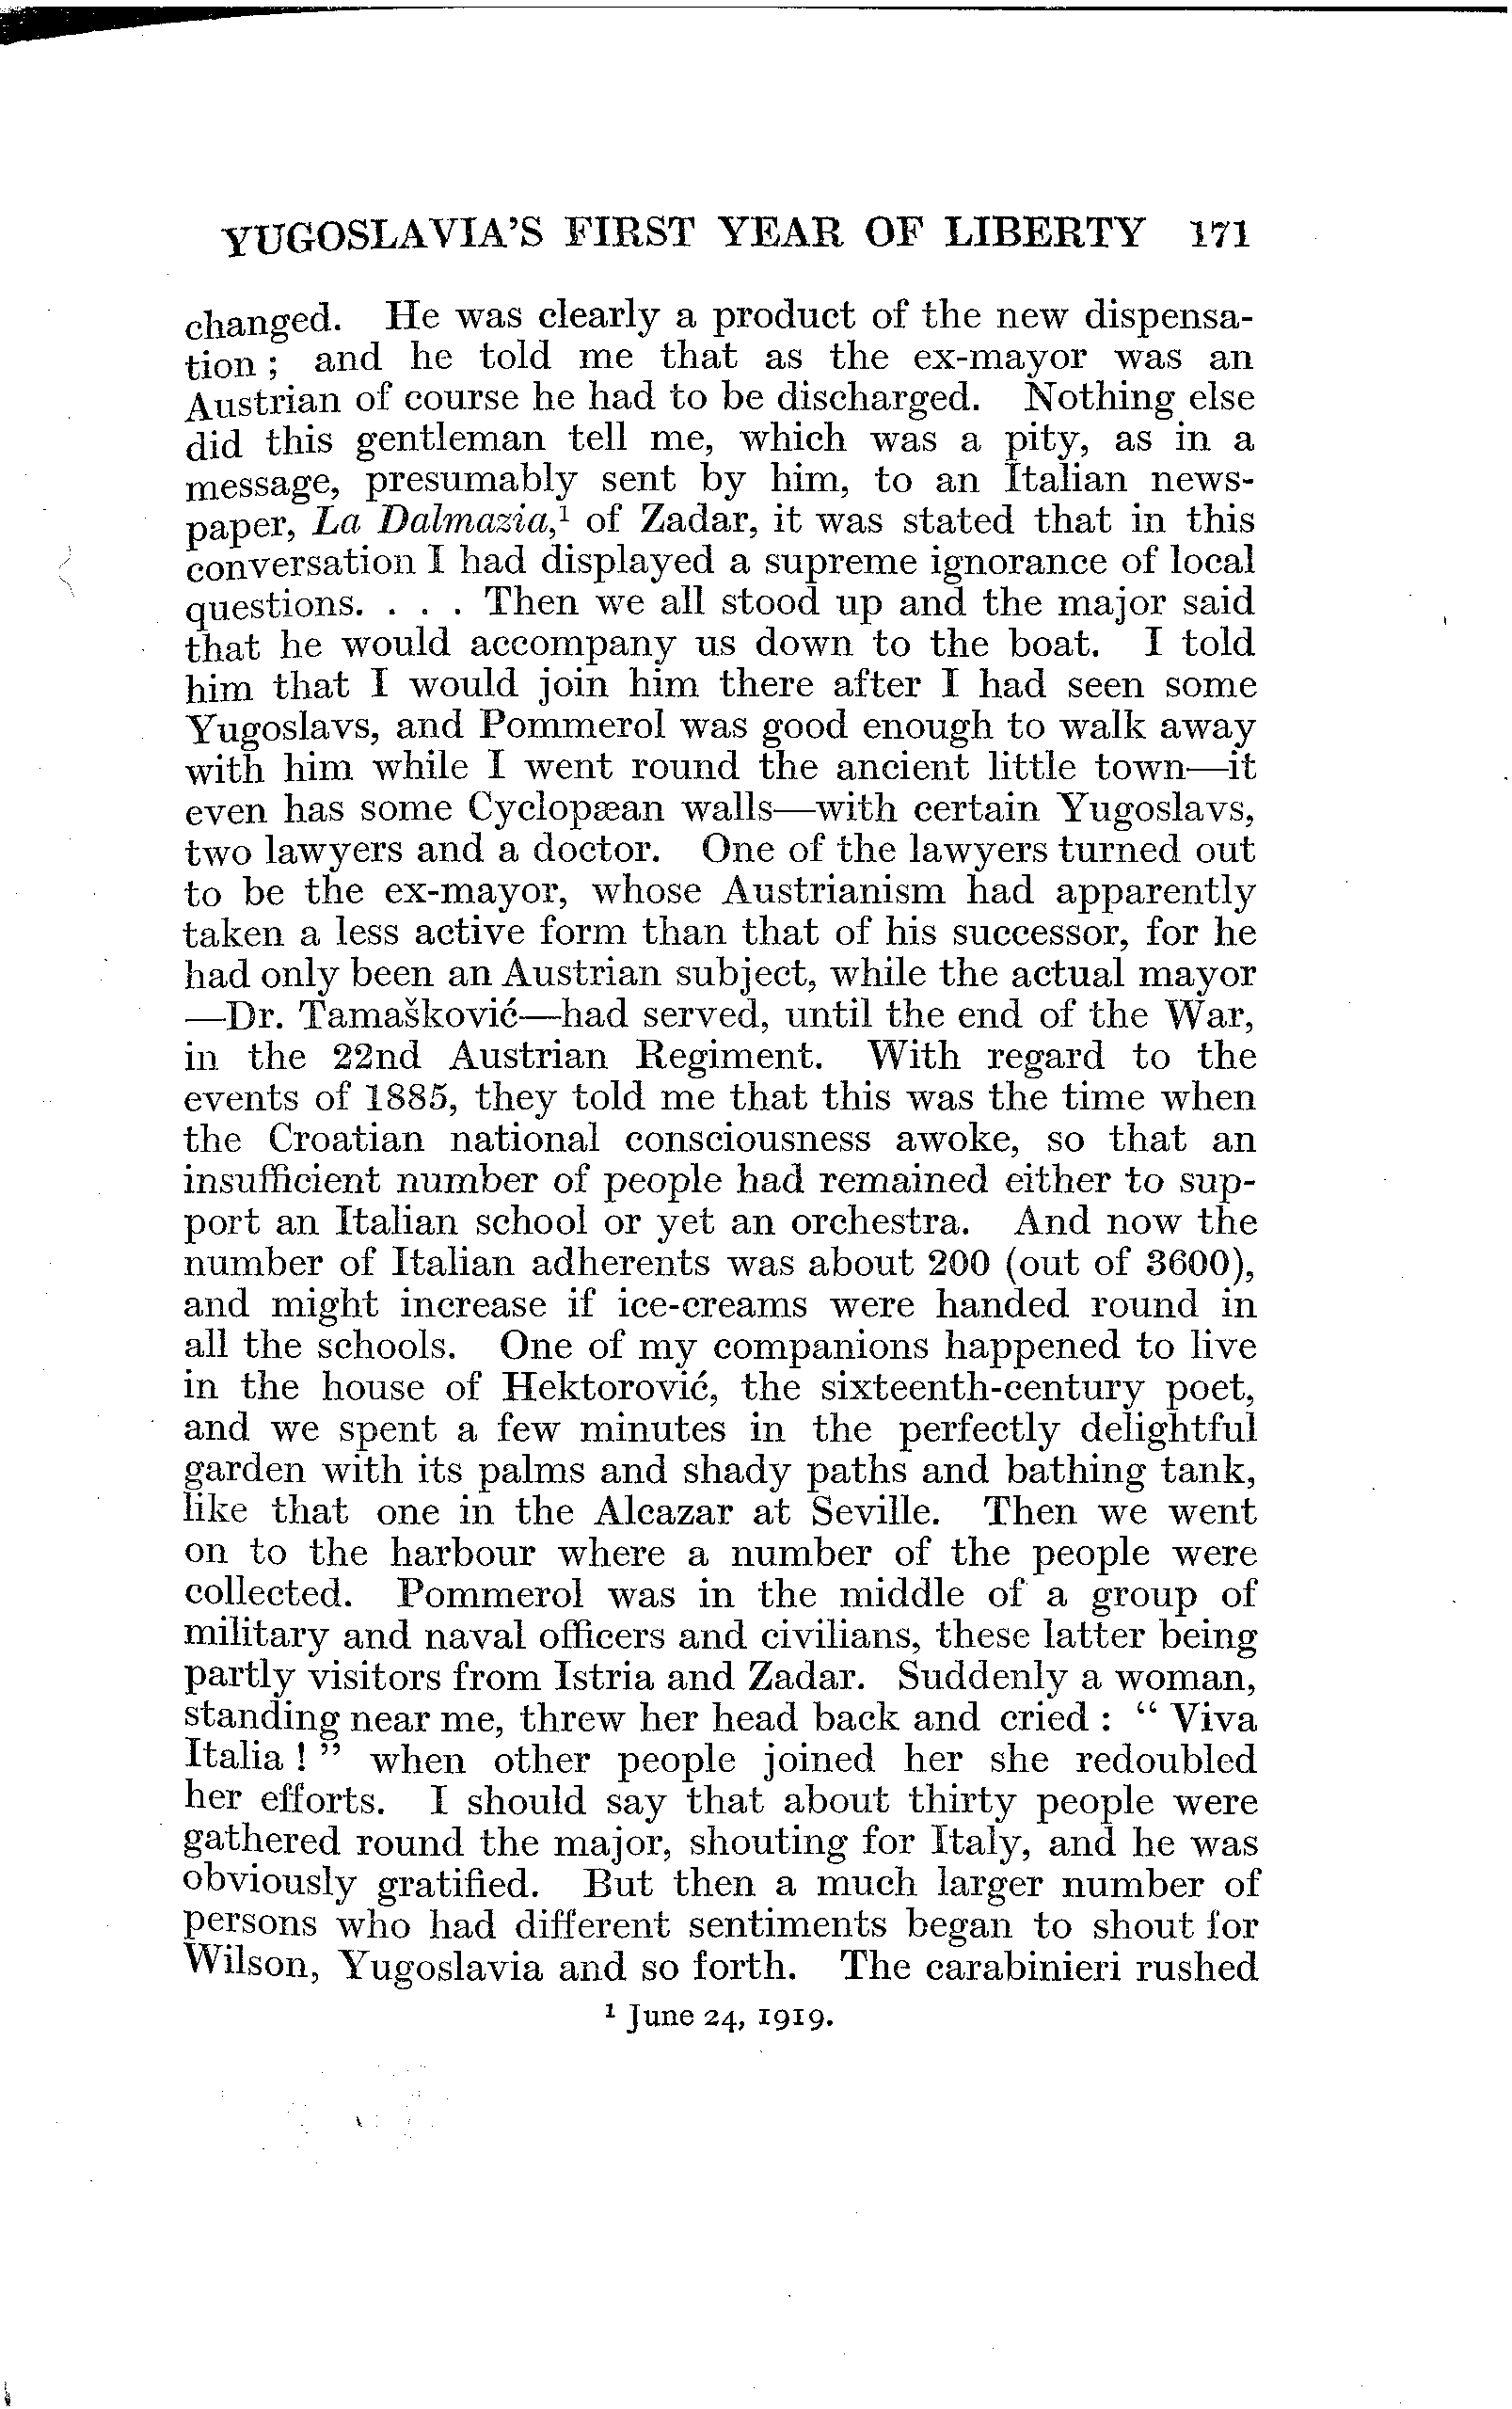 YUGOSLAVIA'S FIRST YEAR OF LIBERTY 171
changed. He was clearly a product of the new dispensa-
tion ; and he told me that as the ex-mayor was an
Austrian of course he had to be discharged. Nothing else
did this gentleman tell me, which was a pity, as in a
message, presumably sent by him, to an Italian news-
paper, La Dalmazia,¹ of Zadar, it was stated that in this
conversation I had displayed a supreme ignorance of local
questions. . . . Then we all stood up and the major said
that he would accompany us down to the boat. I told
him that I would join him there after I had seen some
Yugoslavs, and Pommerol was good enough to walk away
with him while I went round the ancient little town—it
even has some Cyclopæan walls—with certain Yugoslavs,
two lawyers and a doctor. One of the lawyers turned out
to be the ex-mayor, whose Austrianism had apparently
taken a less active form than that of his successor, for he
had only been an Austrian subject, while the actual mayor
—Dr. Tamašković—had served, until the end of the War,
in the 22nd Austrian Regiment. With regard to the
events of 1885, they told me that this was the time when
the Croatian national consciousness awoke, so that an
insufficient number of people had remained either to sup-
port an Italian school or yet an orchestra. And now the
number of Italian adherents was about 200 (out of 3600),
and might increase if ice-creams were handed round in
all the schools. One of my companions happened to live
in the house of Hektorović, the sixteenth-century poet,
and we spent a few minutes in the perfectly delightful
garden with its palms and shady paths and bathing tank,
like that one in the Alcazar at Seville. Then we went
on to the harbour where a number of the people were
collected. Pommerol was in the middle of a group of
military and naval officers and civilians, these latter being
partly visitors from Istria and Zadar. Suddenly a woman,
standing near me, threw her head back and cried : " Viva
Italia ! " when other people joined her she redoubled
her efforts. I should say that about thirty people were
gathered round the major, shouting for Italy, and he was
obviously gratified. But then a much larger number of
persons who had different sentiments began to shout for
Wilson, Yugoslavia and so forth. The carabinieri rushed
¹ June 24, 1919.